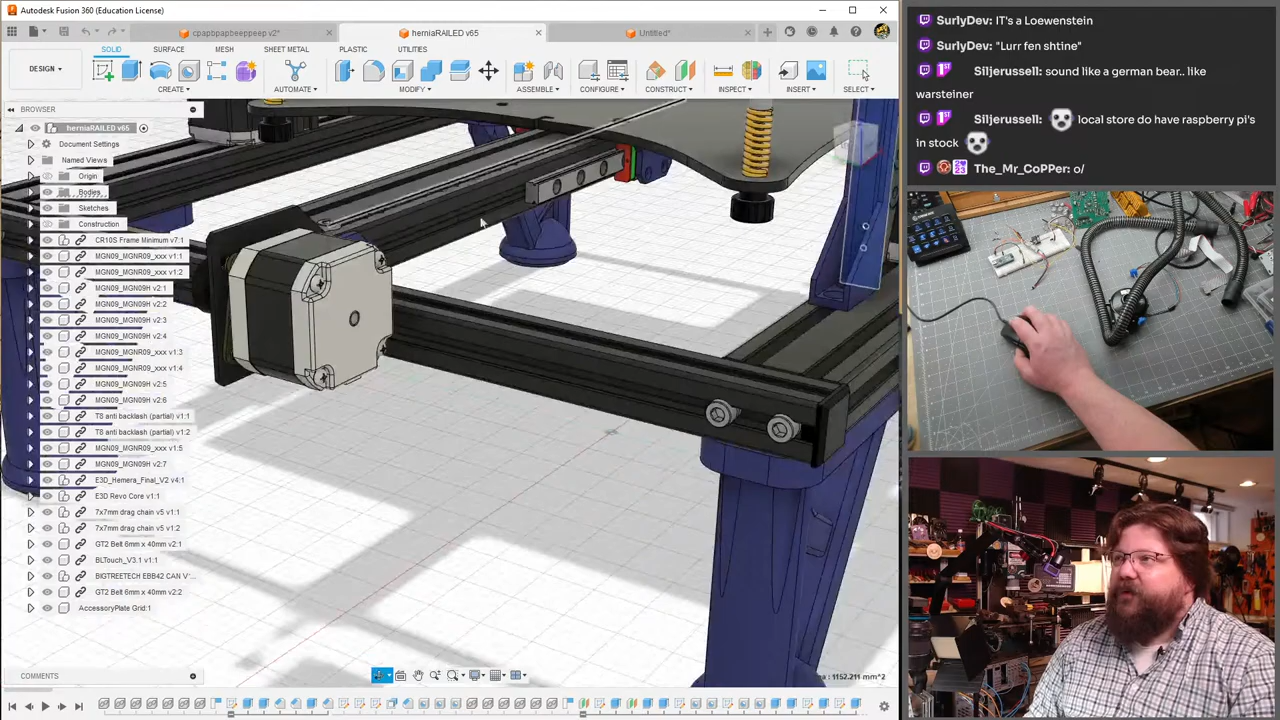 Autodesk Fusion 360 (Education License)
cpapbpapbeeppeep v2*
herniaRAILED v65
Untitled*
DESIGN
SOLID
SURFACE
MESH
SHEET METAL
PLASTIC
UTILITIES
CREATE
AUTOMATE
MODIFY
ASSEMBLE
CONFIGURE
CONSTRUCT
INSPECT
INSERT
SELECT
BROWSER
herniaRAILED v65
Document Settings
Named Views
Origin
Bodies
Sketches
Construction
CR10S Frame Minimum v7:1
MGN09_MGNR09_xxx v1:1
MGN09_MGNR09_xxx v1:2
MGN09_MGN09H v2:1
MGN09_MGN09H v2:2
MGN09_MGN09H v2:3
MGN09_MGN09H v2:4
MGN09_MGNR09_xxx v1:3
MGN09_MGNR09_xxx v1:4
MGN09_MGN09H v2:5
MGN09_MGN09H v2:6
T8 anti backlash (partial) v1:1
T8 anti backlash (partial) v1:2
MGN09_MGNR09_xxx v1:5
MGN09_MGN09H v2:7
E3D_Hemera_Final_V2 v4:1
E3D Revo Core v1:1
7x7mm drag chain v5 v1:1
7x7mm drag chain v5 v1:2
GT2 Belt 6mm x 40mm v2:1
BLTouch_V3.1 v1:1
BIGTREETECH EBB42 CAN V
GT2 Belt 6mm x 40mm v2:2
AccessoryPlate Grid:1
COMMENTS
: 1152.211 mm^2
SurlyDev: IT's a Loewenstein
SurlyDev: "Lurr fen shtine"
Siljerussell: sound like a german bear.. like
warsteiner
Siljerussell: local store do have raspberry pi's
in stock
The_Mr_CoPPer: o/